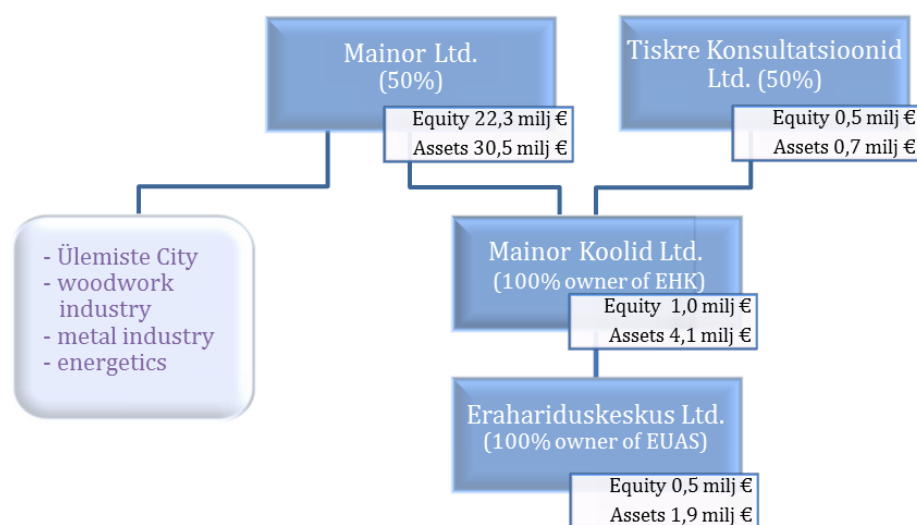 Mainor Ltd.
(50%)
Equity 22,3 milj €
Assets 30,5 milj €
Tiskre Konsultatsioonid
Ltd. (50%)
Equity 0,5 milj €
Assets 0,7 milj €
- Ülemiste City
- woodwork
industry
- metal industry
- energetics
Mainor Koolid Ltd.
(100% owner of EHK)
Equity 1,0 milj €
Assets 4,1 milj €
Erahariduskeskus Ltd.
(100% owner of EUAS)
Equity 0,5 milj €
Assets 1,9 milj €